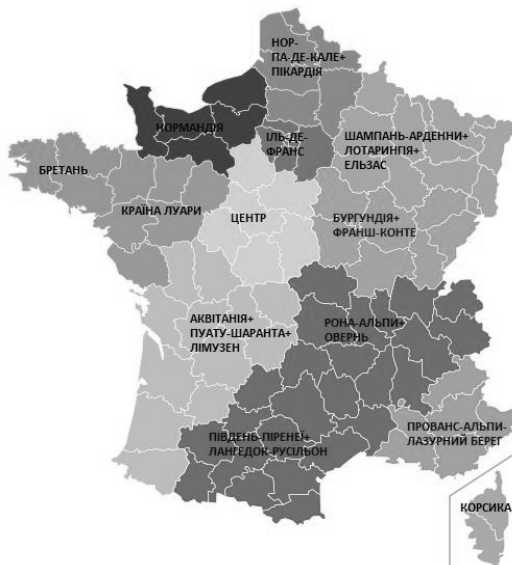 НОР-
ПА-ДЕ-КАЛЕ+
ПІКАРДІЯ
НОРМАНДІЯ
ІЛЬ-ДЕ-
ФРАНС
ШАМПАНЬ-АРДЕННИ+
ЛОТАРИНГІЯ+
ЕЛЬЗАС
БРЕТАНЬ
КРАЇНА ЛУАРИ
ЦЕНТР
БУРГУНДІЯ+
ФРАНШ-КОНТЕ
АКВІТАНІЯ+
ПУАТУ-ШАРАНТА+
ЛІМУЗЕН
РОНА-АЛЬПИ+
ОВЕРНЬ
ПІВДЕНЬ-ПІРЕНЕЇ+
ЛАНГЕДОК-РУСІЛЬОН
ПРОВАНС-АЛЬПИ-
ЛАЗУРНИЙ БЕРЕГ
КОРСИКА